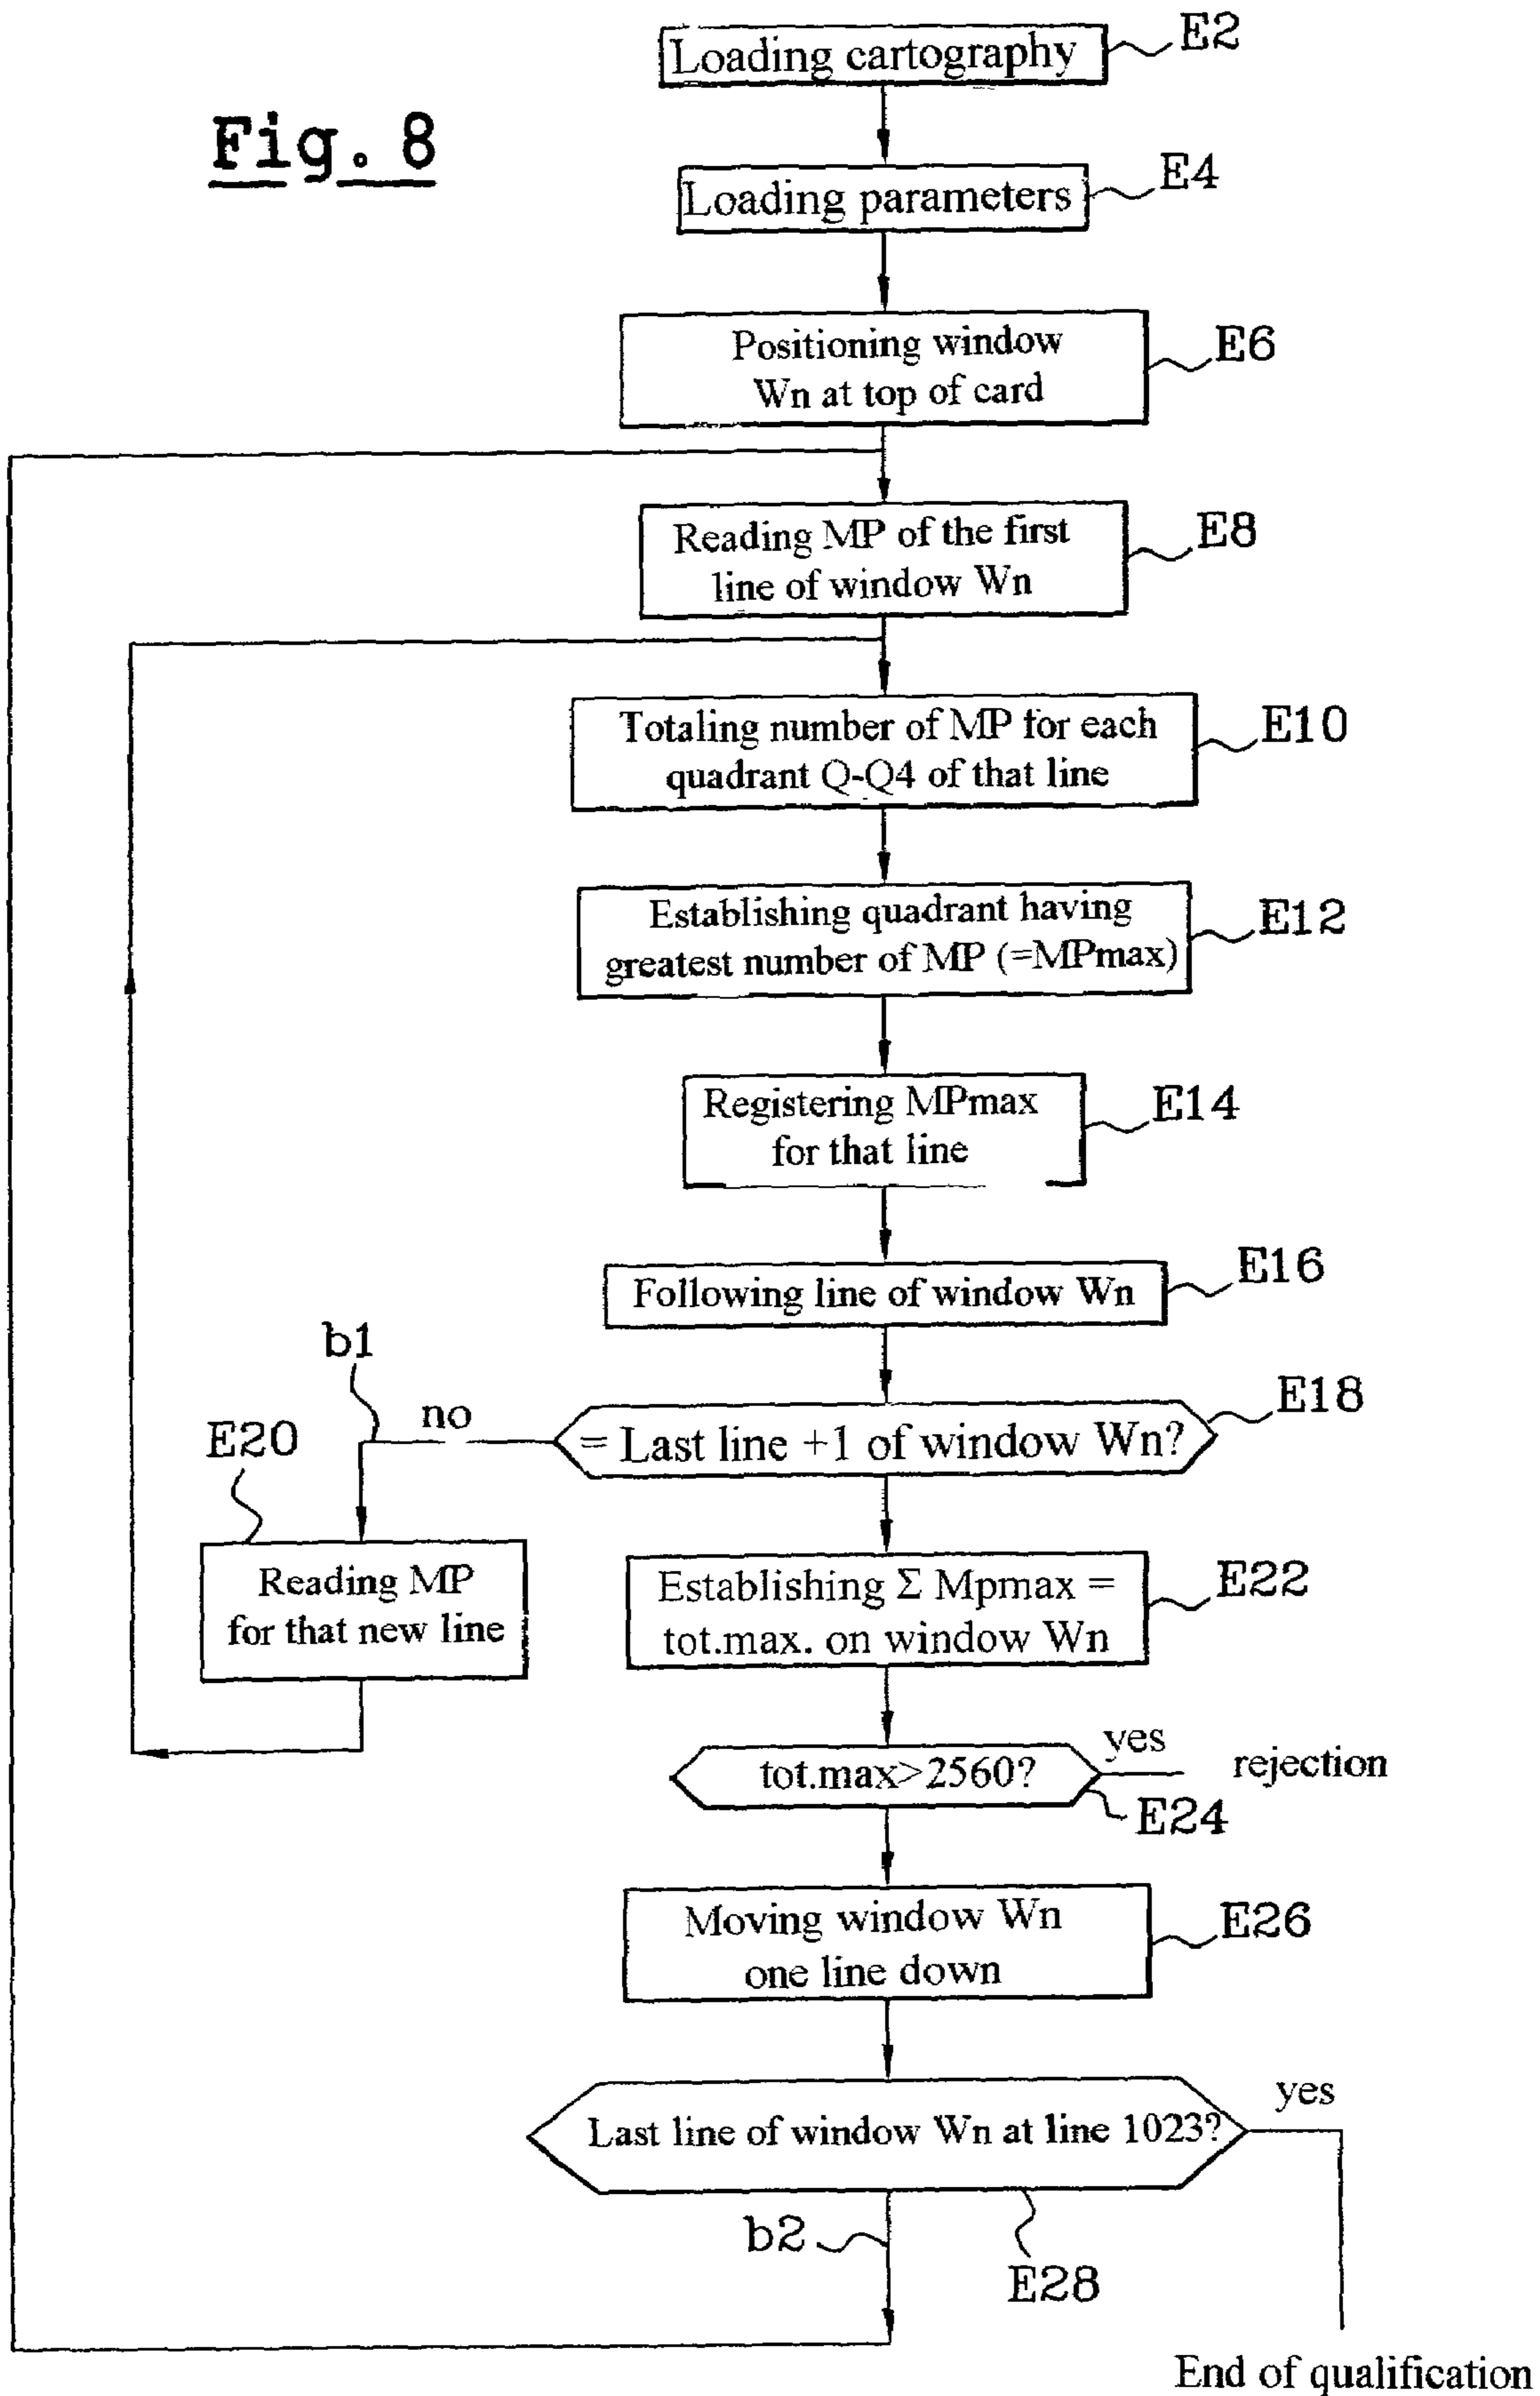 Fig. 8
Loading cartography
E2
Loading parameters
E4
Positioning window
Wn at top of card
E6
Reading MP of the first
line of window Wn
E8
Totaling number of MP for each
quadrant Q-Q4 of that line
E10
Establishing quadrant having
greatest number of MP (=MPmax)
E12
Registering MPmax
for that line
E14
Following line of window Wn
E16
b1
no
= Last line +1 of window Wn?
E18
E20
Reading MP
for that new line
Establishing Σ Mpmax =
tot.max. on window Wn
E22
tot.max>2560?
yes
rejection
E24
Moving window Wn
one line down
E26
Last line of window Wn at line 1023?
yes
b2
E28
End of qualification